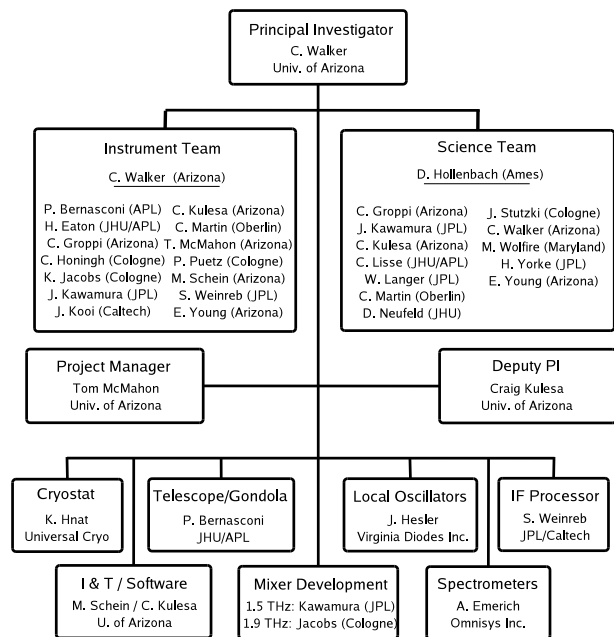 Principal Investigator
C. Walker
Univ. of Arizona
Instrument Team
C. Walker (Arizona)
P. Bernasconi (APL)
H. Eaton (JHU/APL)
C. Groppi (Arizona)
C. Honingh (Cologne)
K. Jacobs (Cologne)
J. Kawamura (JPL)
J. Kooi (Caltech)
C. Kulesa (Arizona)
C. Martin (Oberlin)
T. McMahon (Arizona)
P. Puetz (Cologne)
M. Schein (Arizona)
S. Weinreb (JPL)
E. Young (Arizona)
Science Team
D. Hollenbach (Ames)
C. Groppi (Arizona)
J. Kawamura (JPL)
C. Kulesa (Arizona)
C. Lisse (JHU/APL)
W. Langer (JPL)
C. Martin (Oberlin)
D. Neufeld (JHU)
J. Stutzki (Cologne)
C. Walker (Arizona)
M. Wolfire (Maryland)
H. Yorke (JPL)
E. Young (Arizona)
Project Manager
Tom McMahon
Univ. of Arizona
Deputy PI
Craig Kulesa
Univ. of Arizona
Cryostat
K. Hnat
Universal Cryo
Telescope/Gondola
P. Bernasconi
JHU/APL
Local Oscillators
J. Hesler
Virginia Diodes Inc.
IF Processor
S. Weinreb
JPL/Caltech
I & T / Software
M. Schein / C. Kulesa
U. of Arizona
Mixer Development
1.5 THz: Kawamura (JPL)
1.9 THz: Jacobs (Cologne)
Spectrometers
A. Emerich
Omnisys Inc.